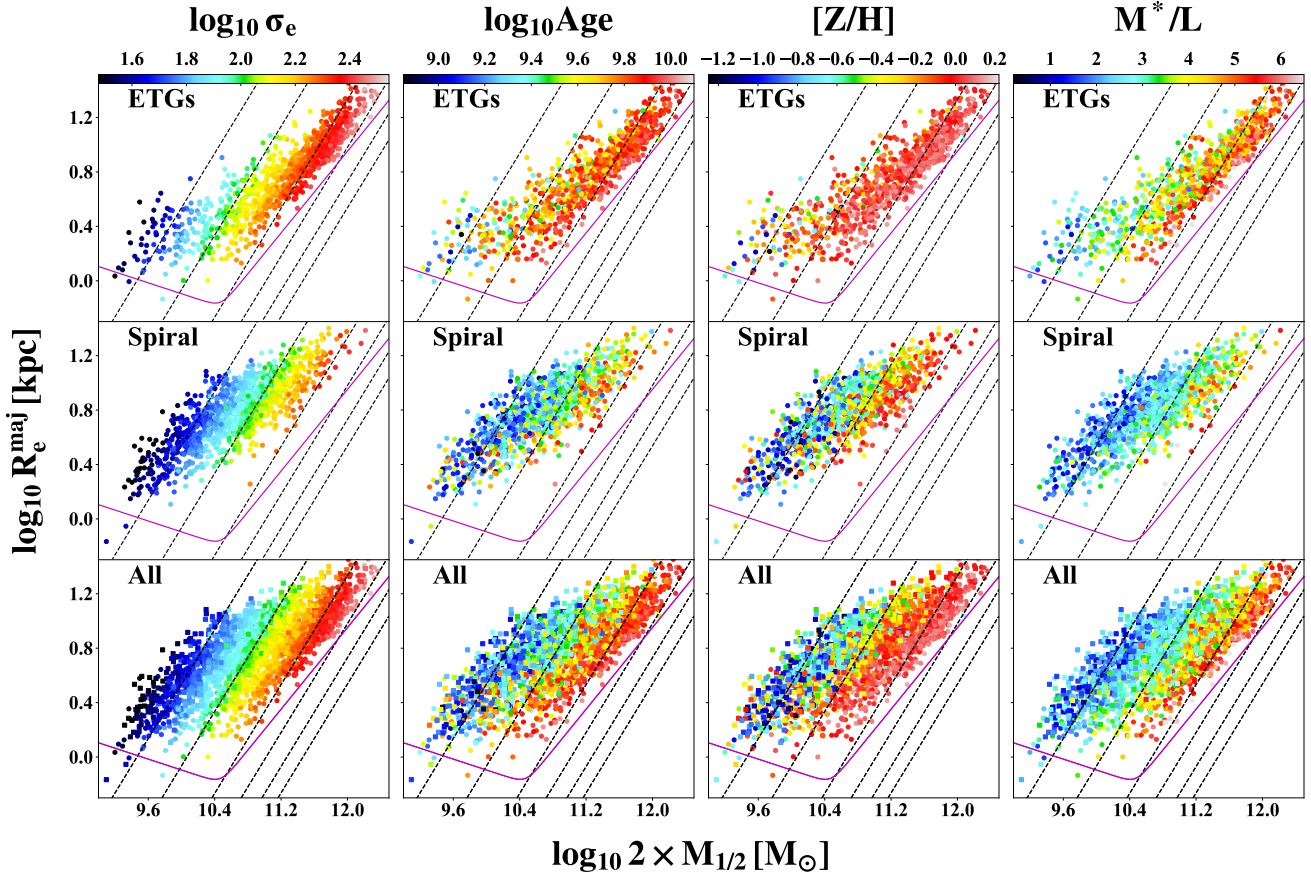 log₁₀ σₑ log₁₀Age [Z/H] M*/L
1.6 1.8 2.0 2.2 2.4 9.0 9.2 9.4 9.6 9.8 10.0 −1.2 −1.0 −0.8 −0.6 −0.4 −0.2 0.0 0.2 1 2 3 4 5 6
ETGs ETGs ETGs ETGs
1.2
0.8
0.4
0.0
Spiral Spiral Spiral Spiral
1.2
0.8
0.4
0.0
All All All All
1.2
0.8
0.4
0.0
9.6 10.4 11.2 12.0 9.6 10.4 11.2 12.0 9.6 10.4 11.2 12.0 9.6 10.4 11.2 12.0
log₁₀ Rₑᵐᵃʲ [kpc]
log₁₀ 2 × M₁/₂ [M⊙]